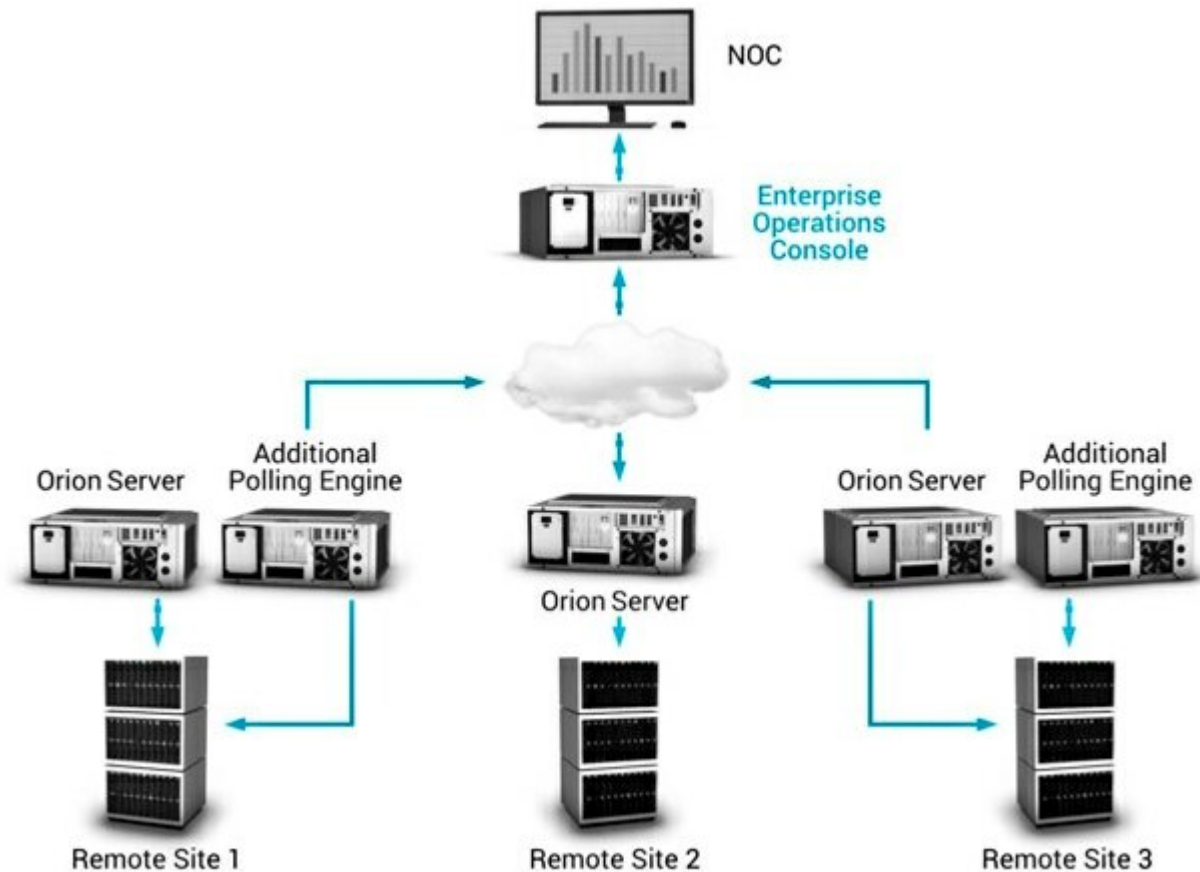 NOC
Enterprise
Operations
Console
Orion Server
Additional
Polling Engine
Orion Server
Orion Server
Additional
Polling Engine
Remote Site 1
Remote Site 2
Remote Site 3